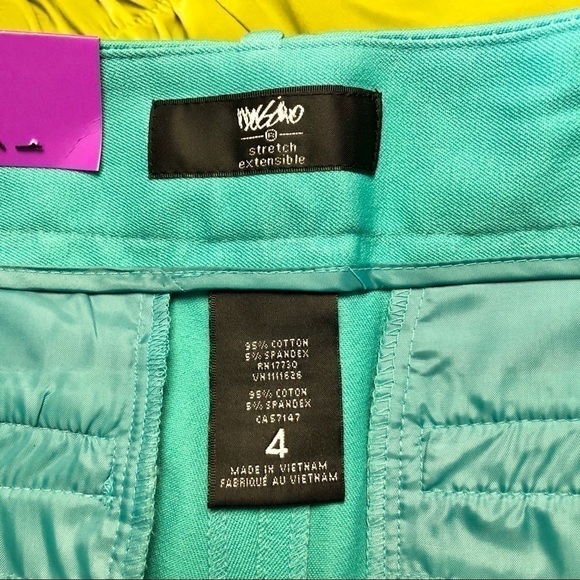 mossimo
R
stretch
extensible
95% COTTON
5% SPANDEX
RN17730
VN1111626
95% COTON
5% SPANDEX
CA57147
4
MADE IN VIETNAM
FABRIQUÉ AU VIETNAM